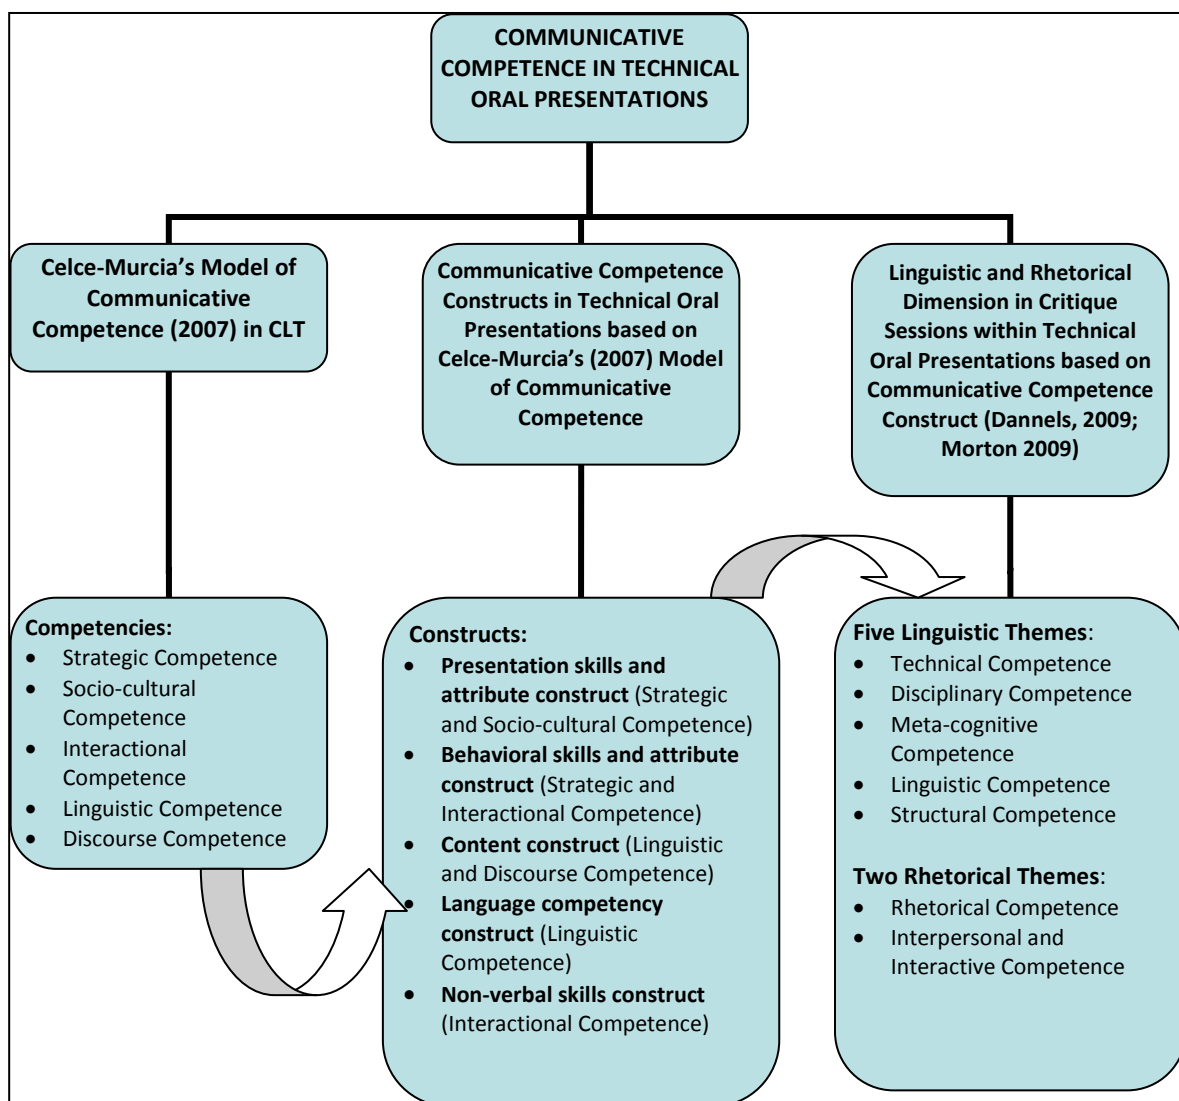 COMMUNICATIVE
COMPETENCE IN TECHNICAL
ORAL PRESENTATIONS
Celce-Murcia’s Model of
Communicative
Competence (2007) in CLT
Communicative Competence
Constructs in Technical Oral
Presentations based on
Celce-Murcia’s (2007) Model
of Communicative
Competence
Linguistic and Rhetorical
Dimension in Critique
Sessions within Technical
Oral Presentations based on
Communicative Competence
Construct (Dannels, 2009;
Morton 2009)
Competencies:
• Strategic Competence
• Socio-cultural
Competence
• Interactional
Competence
• Linguistic Competence
• Discourse Competence
Constructs:
• Presentation skills and
attribute construct (Strategic
and Socio-cultural Competence)
• Behavioral skills and attribute
construct (Strategic and
Interactional Competence)
• Content construct (Linguistic
and Discourse Competence)
• Language competency
construct (Linguistic
Competence)
• Non-verbal skills construct
(Interactional Competence)
Five Linguistic Themes:
• Technical Competence
• Disciplinary Competence
• Meta-cognitive
Competence
• Linguistic Competence
• Structural Competence
Two Rhetorical Themes:
• Rhetorical Competence
• Interpersonal and
Interactive Competence